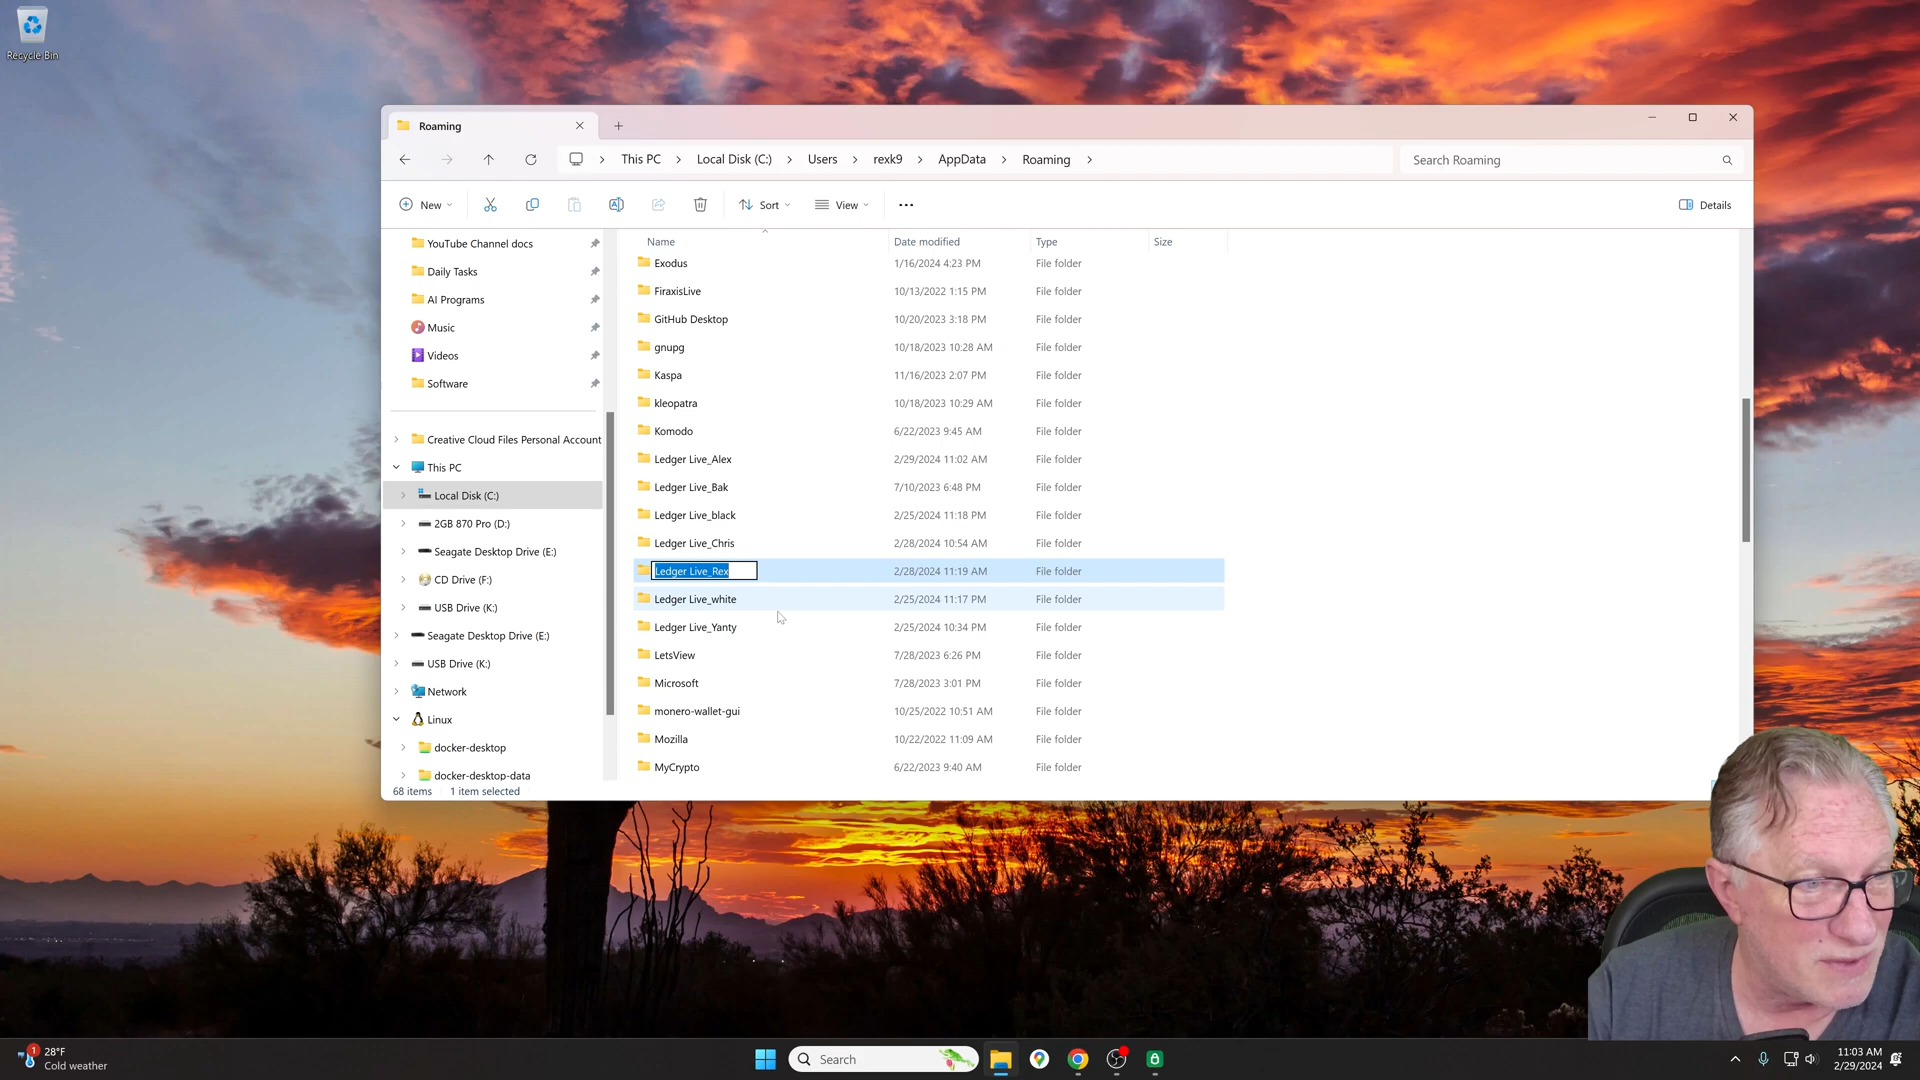 Recycle Bin
Roaming
This PC
Local Disk (C:)
Users
rexk9
AppData
Roaming
Search Roaming
New
Sort
View
Details
YouTube Channel docs
Daily Tasks
AI Programs
Music
Videos
Software
Creative Cloud Files Personal Account
This PC
Local Disk (C:)
2GB 870 Pro (D:)
Seagate Desktop Drive (E:)
CD Drive (F:)
USB Drive (K:)
Seagate Desktop Drive (E:)
USB Drive (K:)
Network
Linux
docker-desktop
docker-desktop-data
Name Date modified Type Size
Exodus 1/16/2024 4:23 PM File folder
FiraxisLive 10/13/2022 1:15 PM File folder
GitHub Desktop 10/20/2023 3:18 PM File folder
gnupg 10/18/2023 10:28 AM File folder
Kaspa 11/16/2023 2:07 PM File folder
kleopatra 10/18/2023 10:29 AM File folder
Komodo 6/22/2023 9:45 AM File folder
Ledger Live_Alex 2/29/2024 11:02 AM File folder
Ledger Live_Bak 7/10/2023 6:48 PM File folder
Ledger Live_black 2/25/2024 11:18 PM File folder
Ledger Live_Chris 2/28/2024 10:54 AM File folder
Ledger Live_Rex 2/28/2024 11:19 AM File folder
Ledger Live_white 2/25/2024 11:17 PM File folder
Ledger Live_Yanty 2/25/2024 10:34 PM File folder
LetsView 7/28/2023 6:26 PM File folder
Microsoft 7/28/2023 3:01 PM File folder
monero-wallet-gui 10/25/2022 10:51 AM File folder
Mozilla 10/22/2022 11:09 AM File folder
MyCrypto 6/22/2023 9:40 AM File folder
68 items 1 item selected
1
28°F
Cold weather
Search
11:03 AM
2/29/2024